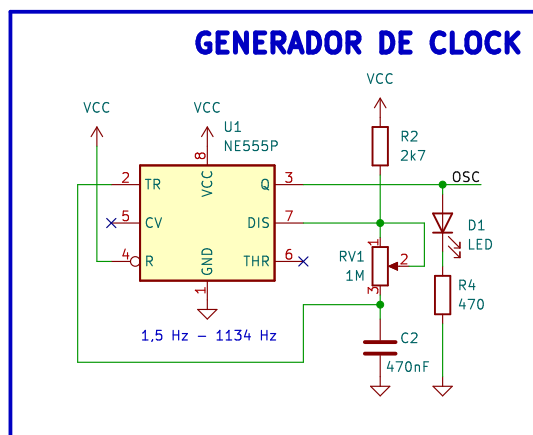 GENERADOR DE CLOCK
VCC
VCC
VCC
U1
NE555P
R2
2k7
8
2
TR
VCC
Q
3
OSC
5
CV
DIS
7
D1
LED
4
R
GND
THR
6
RV1
1M
1
2
3
1
R4
470
1,5 Hz - 1134 Hz
C2
470nF